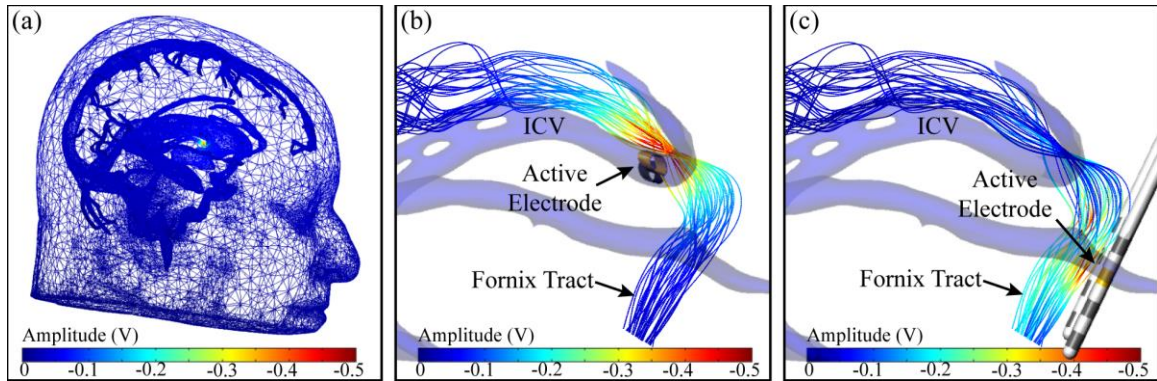 (a)
Amplitude (V)
0 -0.1 -0.2 -0.3 -0.4 -0.5
(b)
ICV
Active
Electrode
Fornix Tract
Amplitude (V)
0 -0.1 -0.2 -0.3 -0.4 -0.5
(c)
ICV
Active
Electrode
Fornix Tract
Amplitude (V)
0 -0.1 -0.2 -0.3 -0.4 -0.5